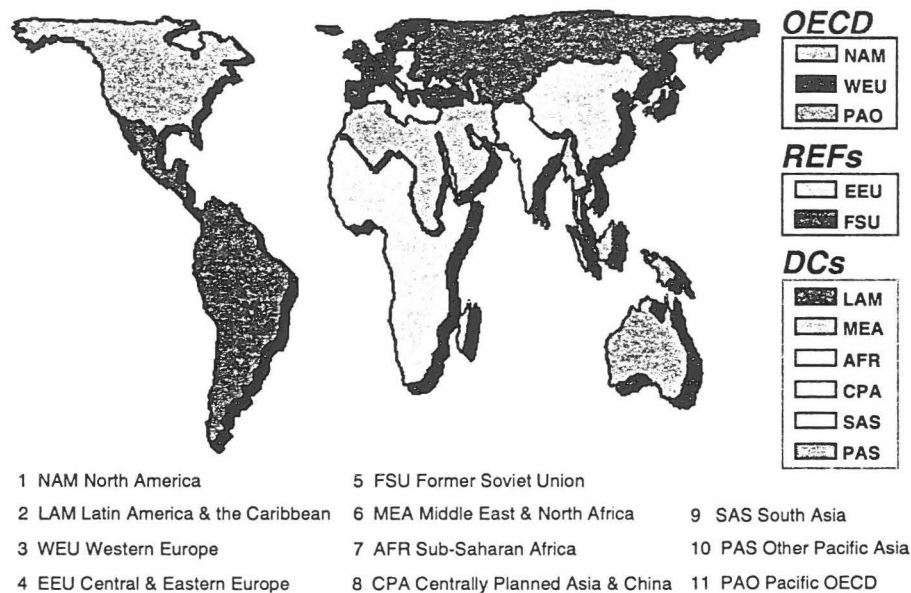 OECD
NAM
WEU
PAO
REFs
EEU
FSU
DCs
LAM
MEA
AFR
CPA
SAS
PAS
1 NAM North America
2 LAM Latin America & the Caribbean
3 WEU Western Europe
4 EEU Central & Eastern Europe
5 FSU Former Soviet Union
6 MEA Middle East & North Africa
7 AFR Sub-Saharan Africa
8 CPA Centrally Planned Asia & China
9 SAS South Asia
10 PAS Other Pacific Asia
11 PAO Pacific OECD